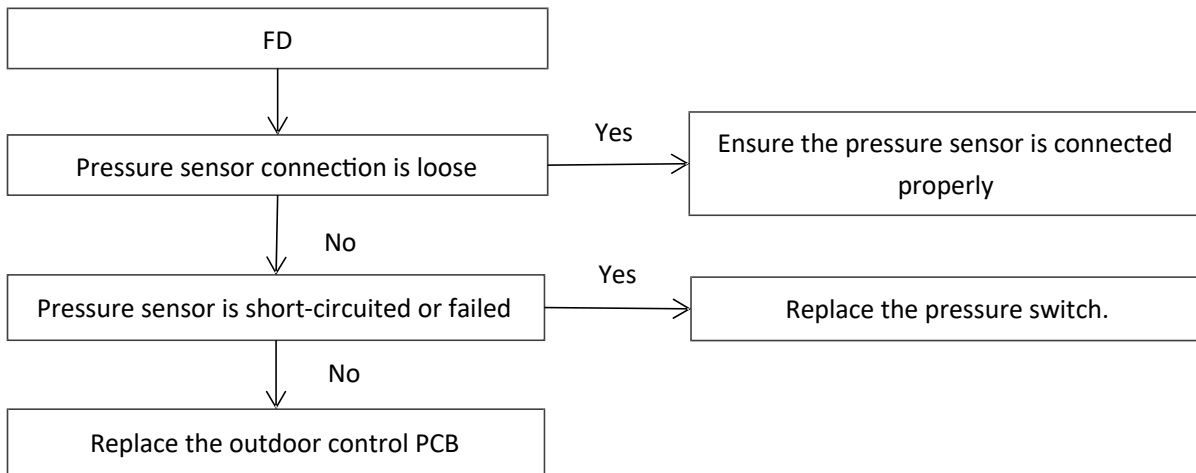 FD
Yes
Pressure sensor connection is loose
Ensure the pressure sensor is connected
properly
No
Yes
Pressure sensor is short-circuited or failed
Replace the pressure switch.
No
Replace the outdoor control PCB